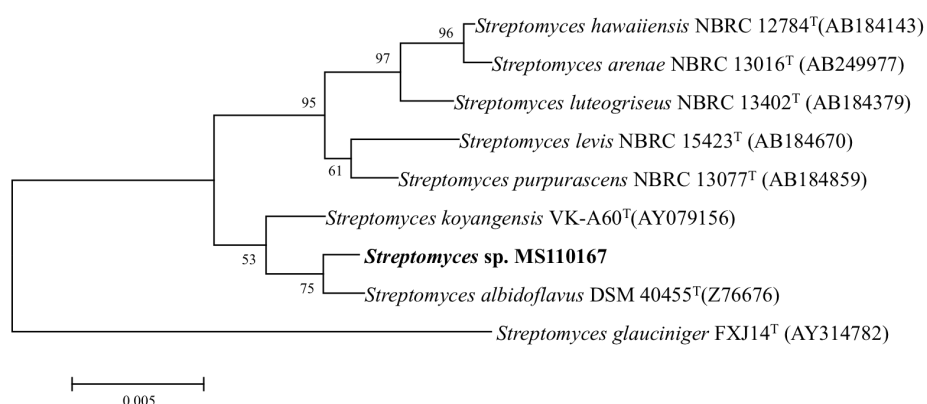 96
Streptomyces hawaiiensis NBRC 12784ᵀ(AB184143)
97
Streptomyces arenae NBRC 13016ᵀ (AB249977)
95
Streptomyces luteogriseus NBRC 13402ᵀ (AB184379)
Streptomyces levis NBRC 15423ᵀ (AB184670)
61
Streptomyces purpurascens NBRC 13077ᵀ (AB184859)
Streptomyces koyangensis VK-A60ᵀ(AY079156)
53
Streptomyces sp. MS110167
75
Streptomyces albidoflavus DSM 40455ᵀ(Z76676)
Streptomyces glauciniger FXJ14ᵀ (AY314782)
0.005